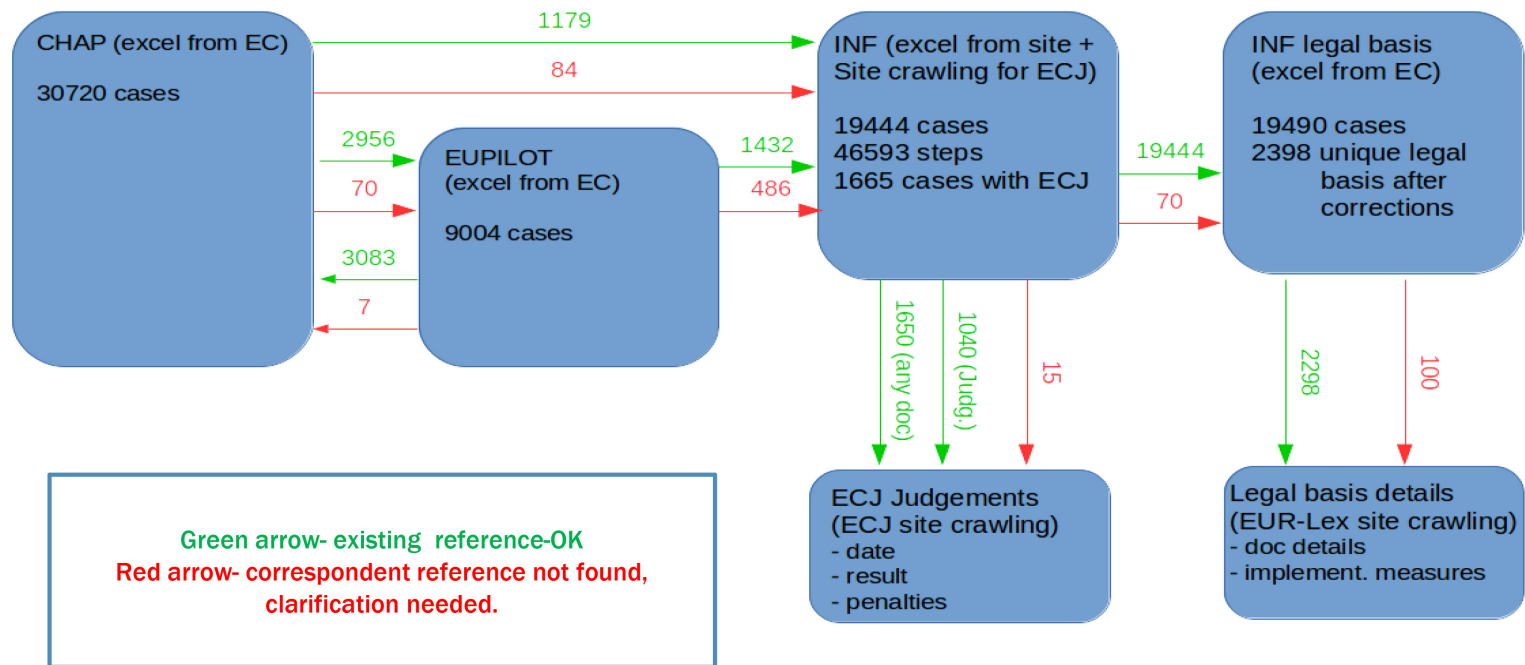 CHAP (excel from EC)
30720 cases
1179
84
2956
70
3083
7
EUPILOT
(excel from EC)
9004 cases
1432
486
INF (excel from site +
Site crawling for ECJ)
19444 cases
46593 steps
1665 cases with ECJ
19444
70
INF legal basis
(excel from EC)
19490 cases
2398 unique legal
basis after
corrections
1650 (any doc)
1040 (Judg.)
15
2298
100
ECJ Judgements
(ECJ site crawling)
- date
- result
- penalties
Legal basis details
(EUR-Lex site crawling)
- doc details
- implement. measures
Green arrow- existing reference-OK
Red arrow- correspondent reference not found,
clarification needed.